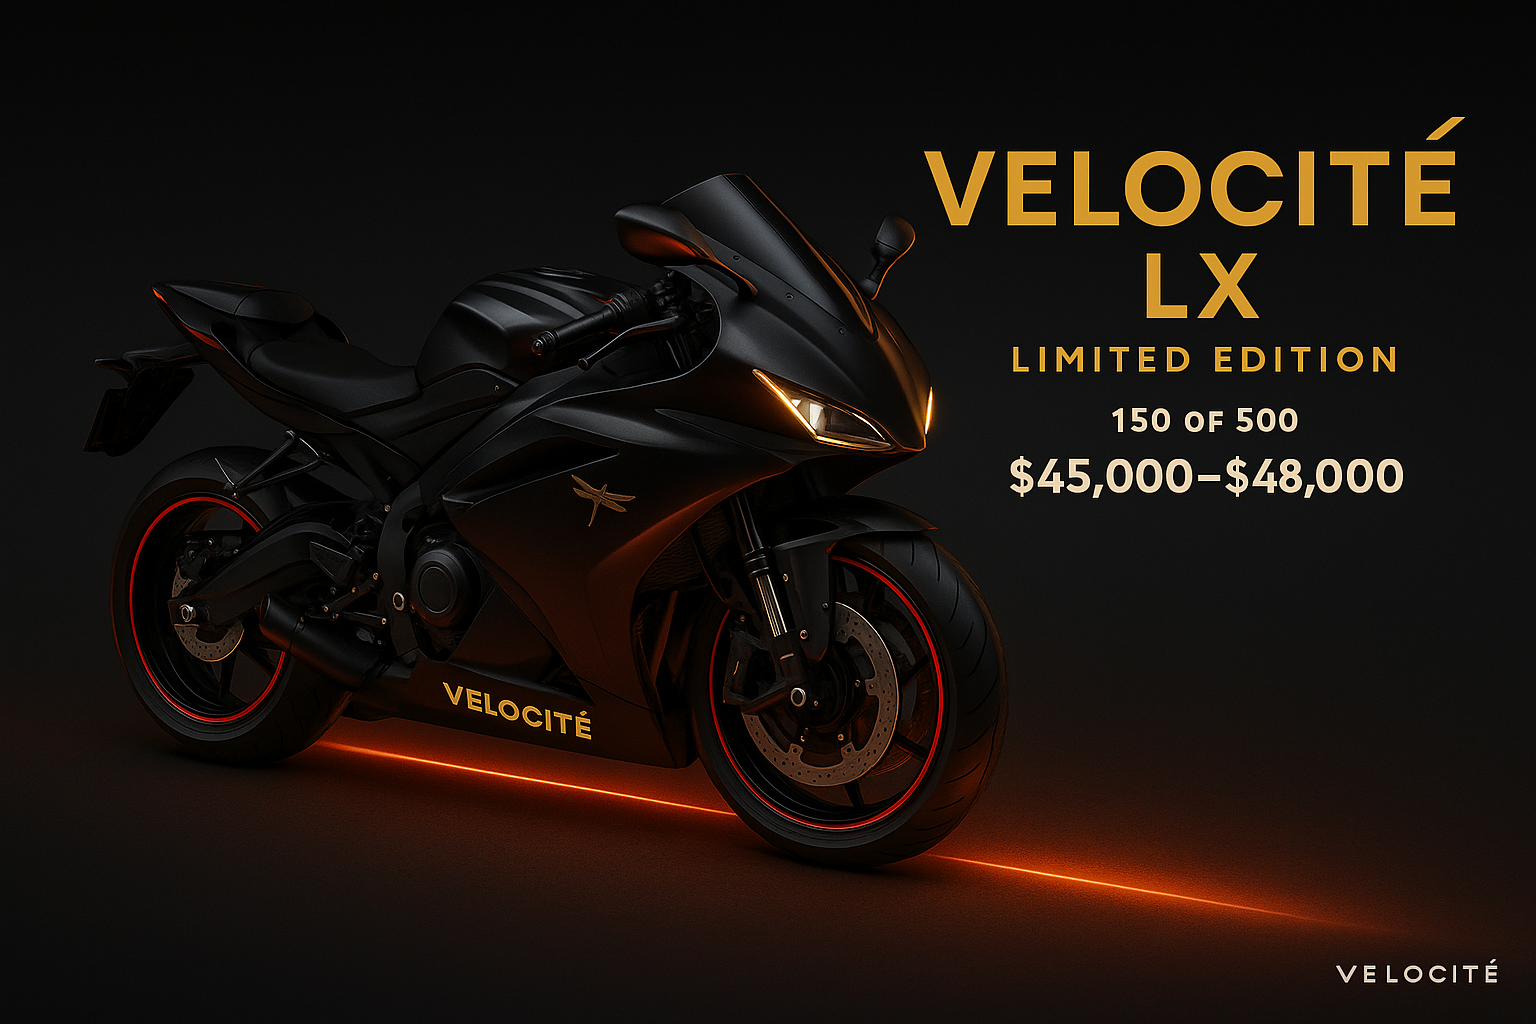 VELOCITÉ
LX
LIMITED EDITION
150 OF 500
$45,000–$48,000
VELOCITÉ
VELOCITÉ